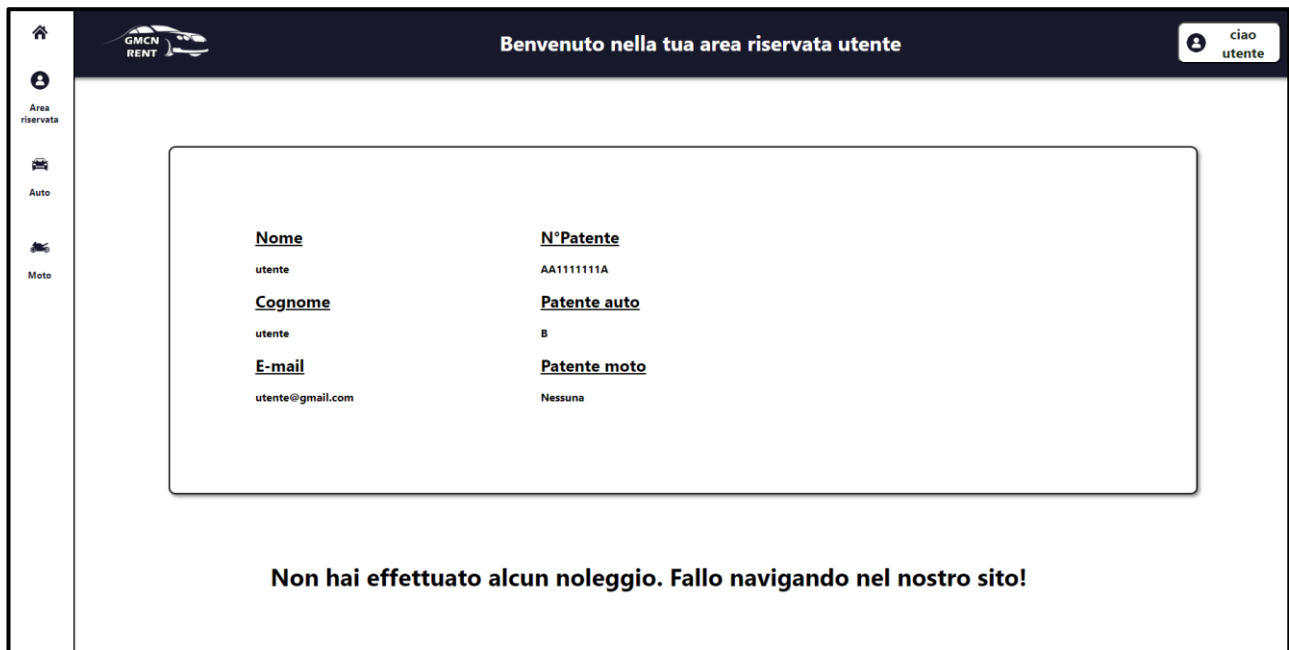 GMCN
RENT
Benvenuto nella tua area riservata utente
ciao
utente
Area
riservata
Auto
Moto
Nome
utente
Cognome
utente
E-mail
utente@gmail.com
N°Patente
AA1111111A
Patente auto
B
Patente moto
Nessuna
Non hai effettuato alcun noleggio. Fallo navigando nel nostro sito!